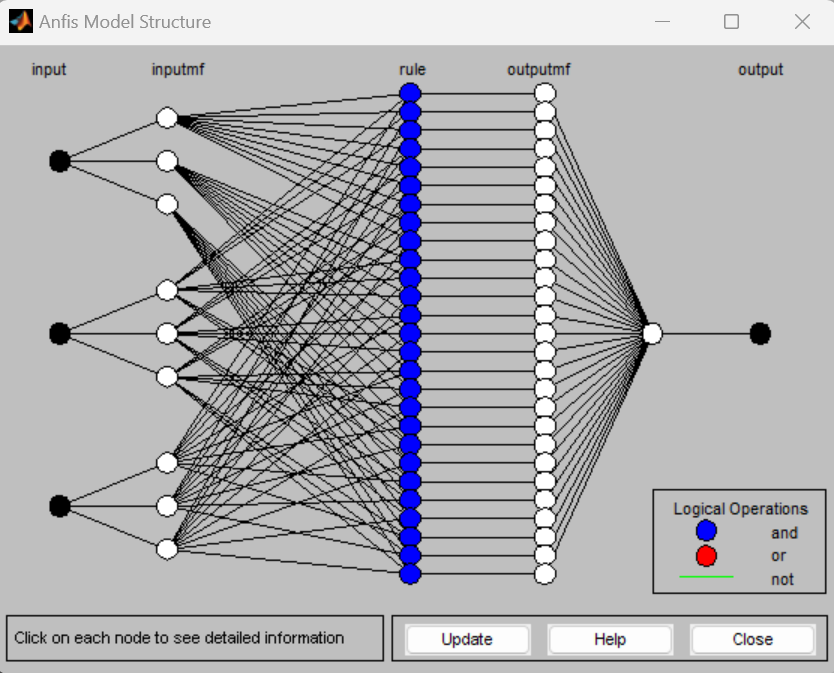 Anfis Model Structure
input inputmf rule outputmf output
Logical Operations
and
or
not
Click on each node to see detailed information
Update Help Close